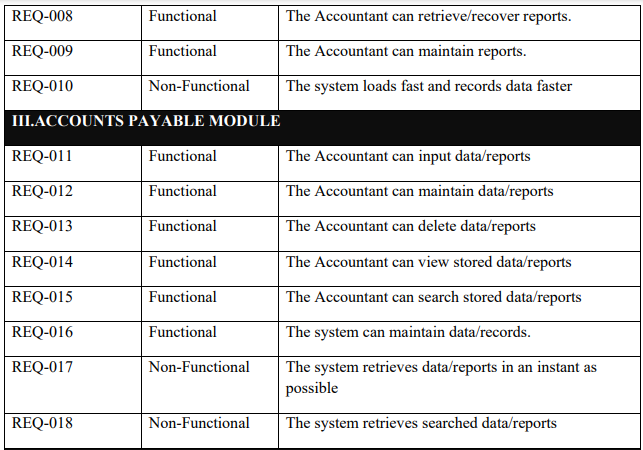 REQ-008 Functional The Accountant can retrieve/recover reports.
REQ-009 Functional The Accountant can maintain reports.
REQ-010 Non-Functional The system loads fast and records data faster
III.ACCOUNTS PAYABLE MODULE
REQ-011 Functional The Accountant can input data/reports
REQ-012 Functional The Accountant can maintain data/reports
REQ-013 Functional The Accountant can delete data/reports
REQ-014 Functional The Accountant can view stored data/reports
REQ-015 Functional The Accountant can search stored data/reports
REQ-016 Functional The system can maintain data/records.
REQ-017 Non-Functional The system retrieves data/reports in an instant as
possible
REQ-018 Non-Functional The system retrieves searched data/reports